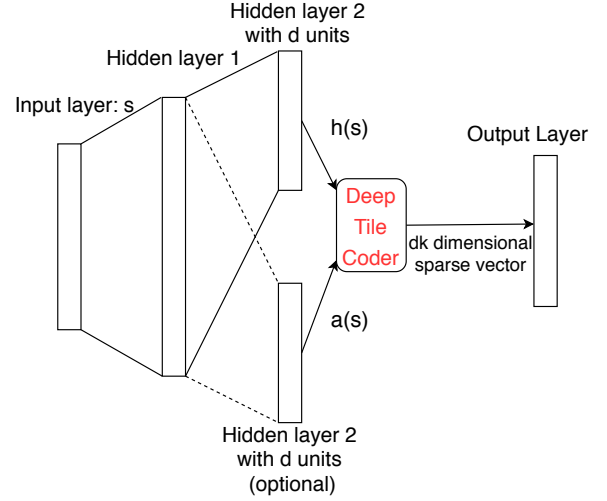 Hidden layer 2
with d units
Hidden layer 1
Input layer: s
h(s)
Output Layer
Deep
Tile
Coder
dk dimensional
sparse vector
a(s)
Hidden layer 2
with d units
(optional)